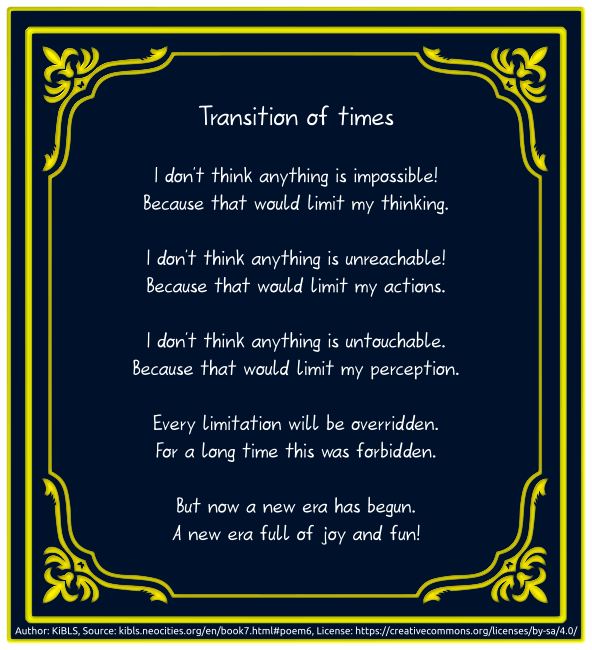 Transition of times
I don't think anything is impossible!
Because that would limit my thinking.
I don't think anything is unreachable!
Because that would limit my actions.
I don't think anything is untouchable.
Because that would limit my perception.
Every limitation will be overridden.
For a long time this was forbidden.
But now a new era has begun.
A new era full of joy and fun!
Author: KiBLS, Source: kibls.neocities.org/en/book7.html#poem6, License: https://creativecommons.org/licenses/by-sa/4.0/